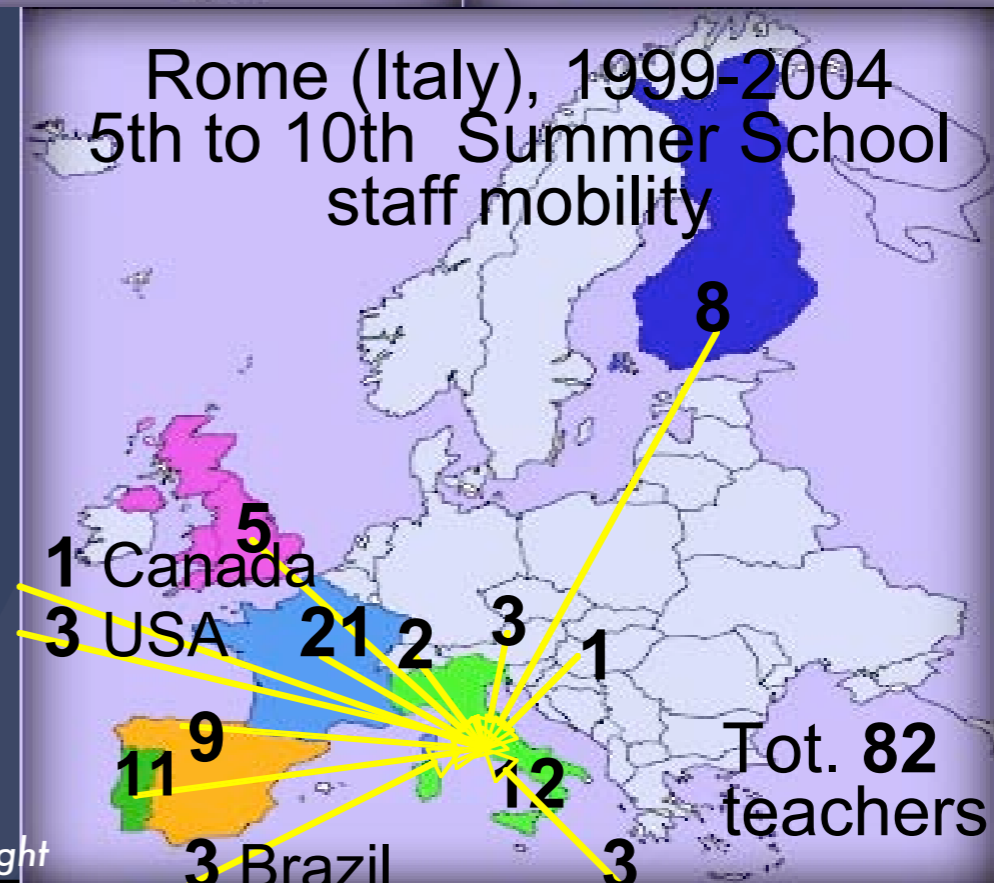 Rome (Italy), 1999-2004
5th to 10th Summer School
staff mobility
8
5
1 Canada
3 USA
21
2
3
1
9
11
12
Tot. 82
teachers
3 Brazil
3
ght